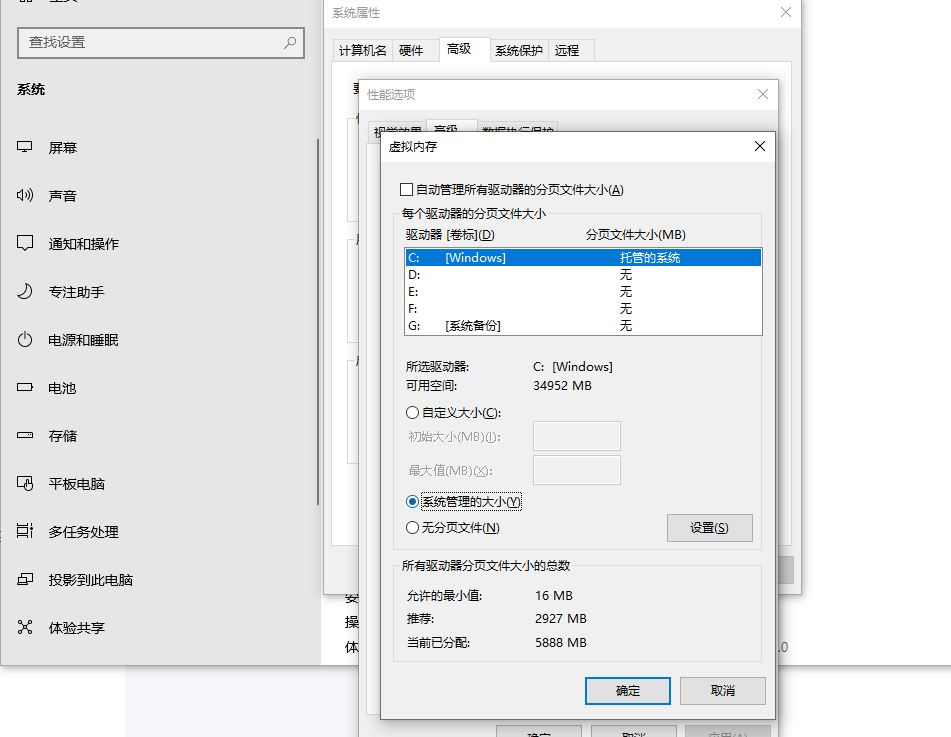 系统属性
查找设置
计算机名
硬件
高级
系统保护
远程
系统
性能选项
高级
虚拟内存
屏幕
自动管理所有驱动器的分页文件大小(A)
声音
每个驱动器的分页文件大小
驱动器 [卷标](D) 分页文件大小(MB)
通知和操作
C: [Windows] 托管的系统
D: 无
E: 无
专注助手
F: 无
G: [系统备份] 无
电源和睡眠
所选驱动器: C: [Windows]
可用空间: 34952 MB
电池
自定义大小(C):
初始大小(MB)(I):
存储
最大值(MB)(X):
平板电脑
系统管理的大小(Y)
无分页文件(N)
设置(S)
多任务处理
所有驱动器分页文件大小的总数
投影到此电脑
允许的最小值: 16 MB
推荐: 2927 MB
体验共享
当前已分配: 5888 MB
确定
取消